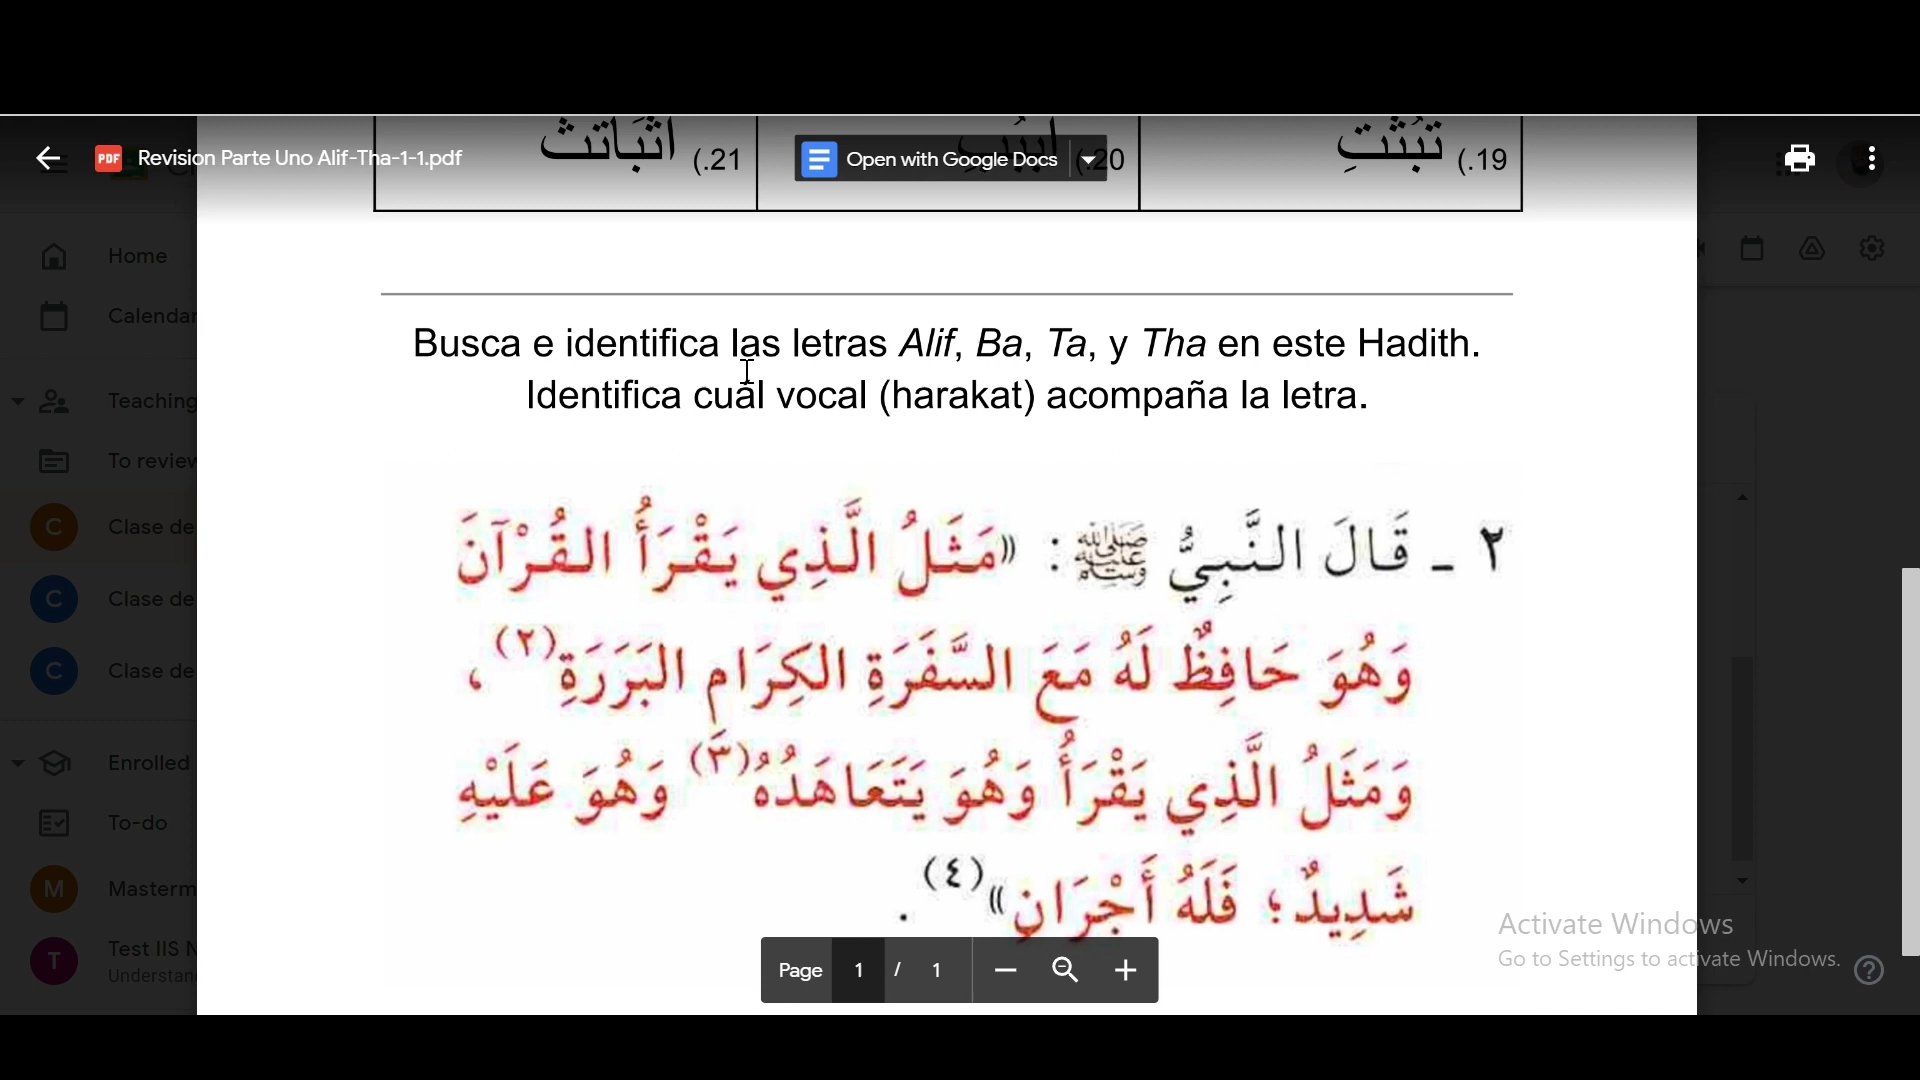 Revision Parte Uno Alif-Tha-1-1.pdf
Open with Google Docs
19.) تَبُثتِ
21.)
Home
Calendar
Teaching
To review
Clase de
Clase de
Clase de
Enrolled
To-do
Masterm
Test IIS N
Understan
Busca e identifica las letras Alif, Ba, Ta, y Tha en este Hadith.
Identifica cuál vocal (harakat) acompaña la letra.
٢ ـ قَالَ النَّبِيُّ ﷺ : «مَثَلُ الَّذِي يَقْرَأُ القُرْآنَ
وَهُوَ حَافِظٌ لَهُ مَعَ السَّفَرَةِ الكِرَامِ البَرَرَةِ(٢) ،
وَمَثَلُ الَّذِي يَقْرَأُ وَهُوَ يَتَعَاهَدُهُ(٣) وَهُوَ عَلَيْهِ
شَدِيدٌ؛ فَلَهُ أَجْرَانِ»(٤) .
Page 1 / 1
Activate Windows
Go to Settings to activate Windows.